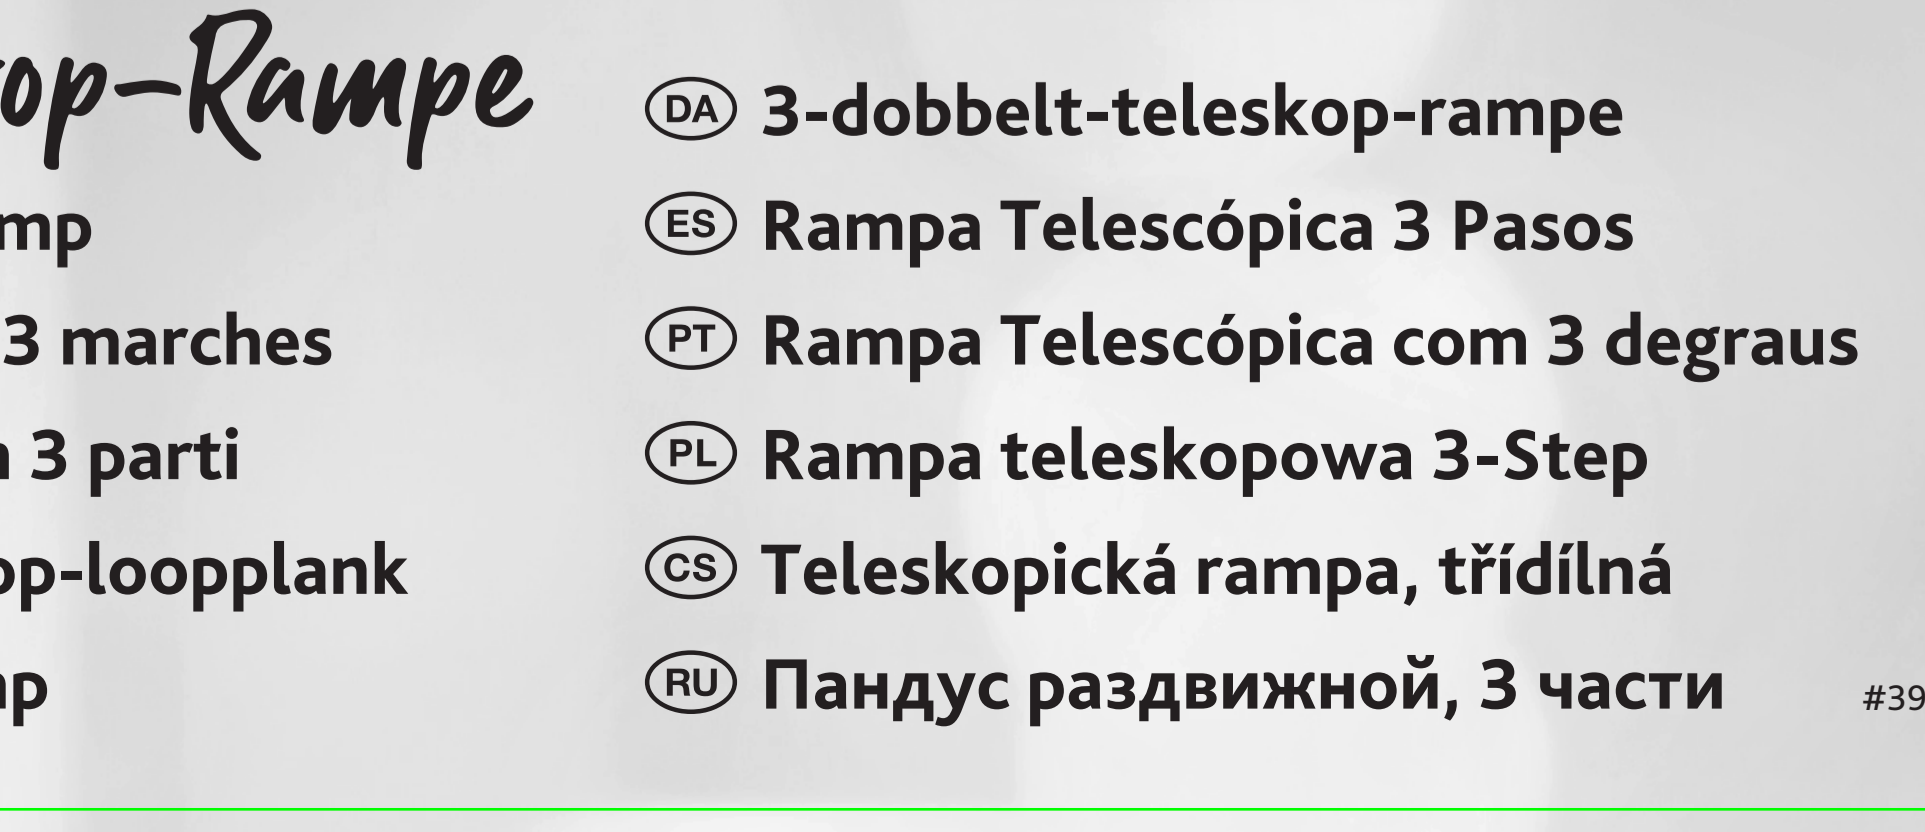 op-Rampe
mp
3 marches
3 parti
op-loopplank
mp
DA 3-dobbelt-teleskop-rampe
ES Rampa Telescópica 3 Pasos
PT Rampa Telescópica com 3 degraus
PL Rampa teleskopowa 3-Step
CS Teleskopická rampa, třídílná
RU Пандус раздвижной, 3 части
#39